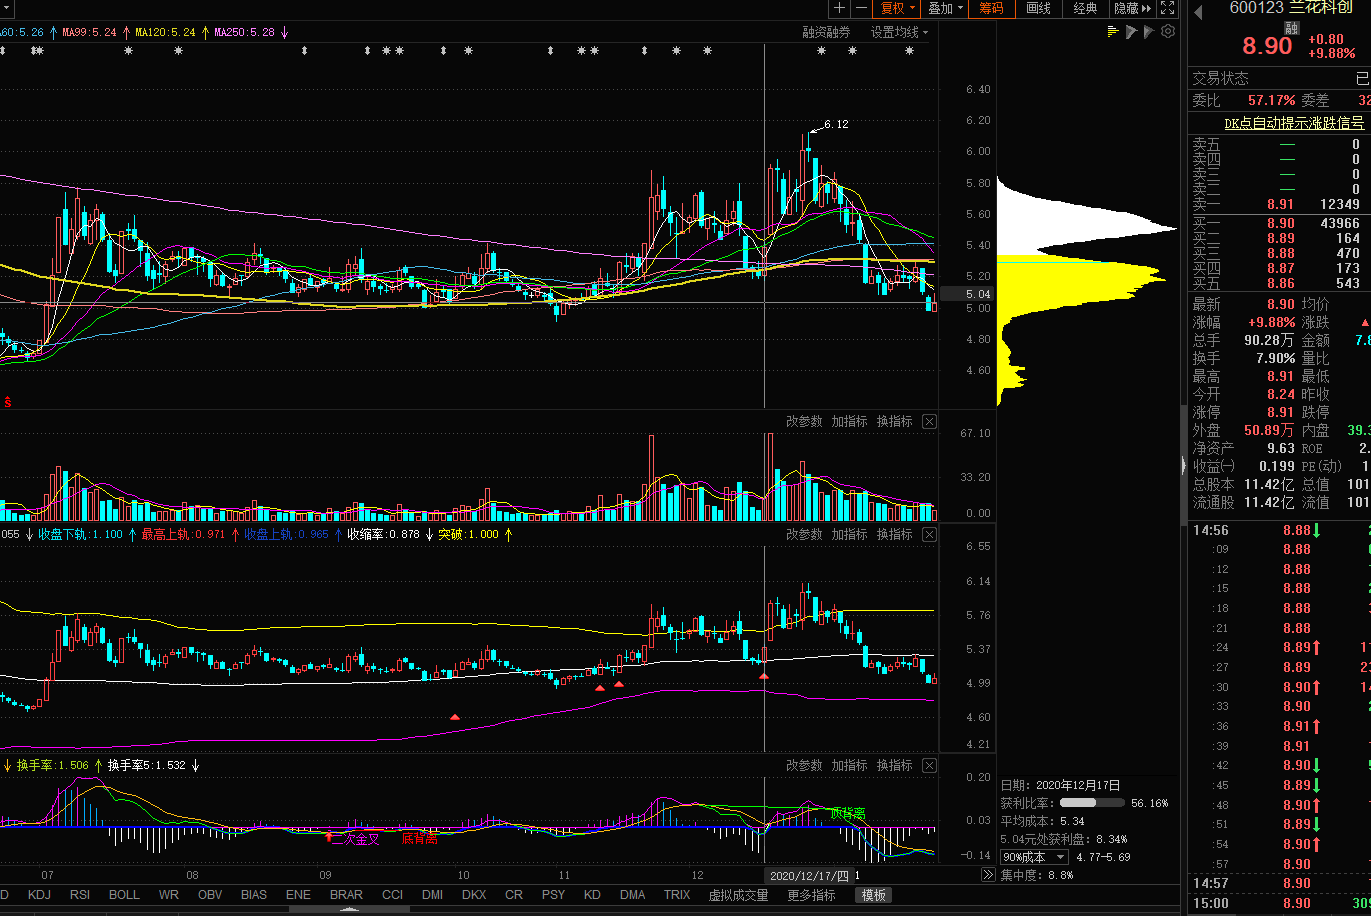 复权 叠加 筹码 画线 经典 隐藏
A60:5.26 ↑ MA99:5.24 ↑ MA120:5.24 ↑ MA250:5.28 ↓
融资融券 设置均线
6.12
6.40
6.20
6.00
5.80
5.60
5.40
5.20
5.04
5.00
4.80
4.60
改参数 加指标 换指标
67.10
33.20
0.00
055 ↓ 收盘下轨:1.100 ↑ 最高上轨:0.971 ↑ 收盘上轨:0.965 ↑ 收缩率:0.878 ↓ 突破:1.000 ↑
改参数 加指标 换指标
6.55
6.14
5.76
5.37
4.99
4.60
4.21
↓ 换手率:1.506 ↑ 换手率5:1.532 ↓
改参数 加指标 换指标
0.20
0.03
-0.14
二次金叉
底背离
顶背离
07 08 09 10 11 12 2020/12/17/四 1
D KDJ RSI BOLL WR OBV BIAS ENE BRAR CCI DMI DKX CR PSY KD DMA TRIX 虚拟成交量 更多指标 模板
日期: 2020年12月17日
获利比率: 56.16%
平均成本: 5.34
5.04元处获利盘: 8.34%
90%成本 4.77-5.69
集中度: 8.8%
600123 兰花科创
融
8.90 +0.80
+9.88%
交易状态 已
委比 57.17% 委差 32
DK点自动提示涨跌信号
卖五 — 0
卖四 — 0
卖三 — 0
卖二 — 0
卖一 8.91 12349
买一 8.90 43966
买二 8.89 164
买三 8.88 470
买四 8.87 173
买五 8.86 543
最新 8.90 均价
涨幅 +9.88% 涨跌 ▲
总手 90.28万 金额 7.8
换手 7.90% 量比
最高 8.91 最低
今开 8.24 昨收
涨停 8.91 跌停
外盘 50.89万 内盘 39.3
净资产 9.63 ROE 2.
收益(一) 0.199 PE(动) 1
总股本 11.42亿 总值 101
流通股 11.42亿 流值 101
14:56 8.88↓
:09 8.88
:12 8.88
:15 8.88
:18 8.88
:21 8.88
:24 8.89↑
:27 8.89
:30 8.90↑
:33 8.90
:36 8.91↑
:39 8.91
:42 8.90↓
:45 8.89↓
:48 8.90↑
:51 8.89↓
:54 8.90↑
:57 8.90
14:57 8.90
15:00 8.90